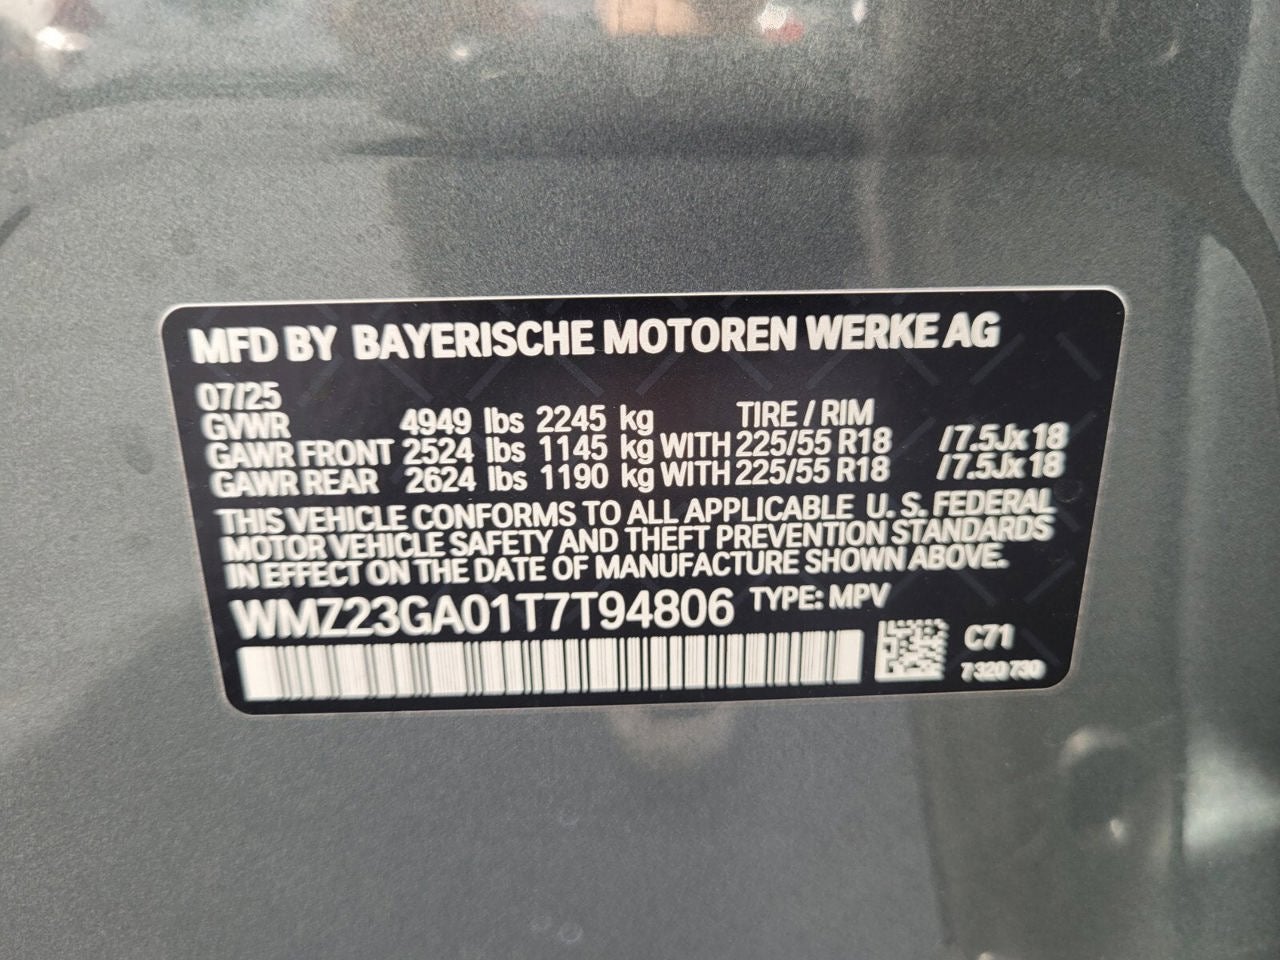 MFD BY BAYERISCHE MOTOREN WERKE AG
07/25
GVWR 4949 lbs 2245 kg TIRE / RIM
GAWR FRONT 2524 lbs 1145 kg WITH 225/55 R18 /7.5Jx18
GAWR REAR 2624 lbs 1190 kg WITH 225/55 R18 /7.5Jx18
THIS VEHICLE CONFORMS TO ALL APPLICABLE U.S. FEDERAL
MOTOR VEHICLE SAFETY AND THEFT PREVENTION STANDARDS
IN EFFECT ON THE DATE OF MANUFACTURE SHOWN ABOVE.
WMZ23GA01T7T94806 TYPE: MPV
C71
7 320 730